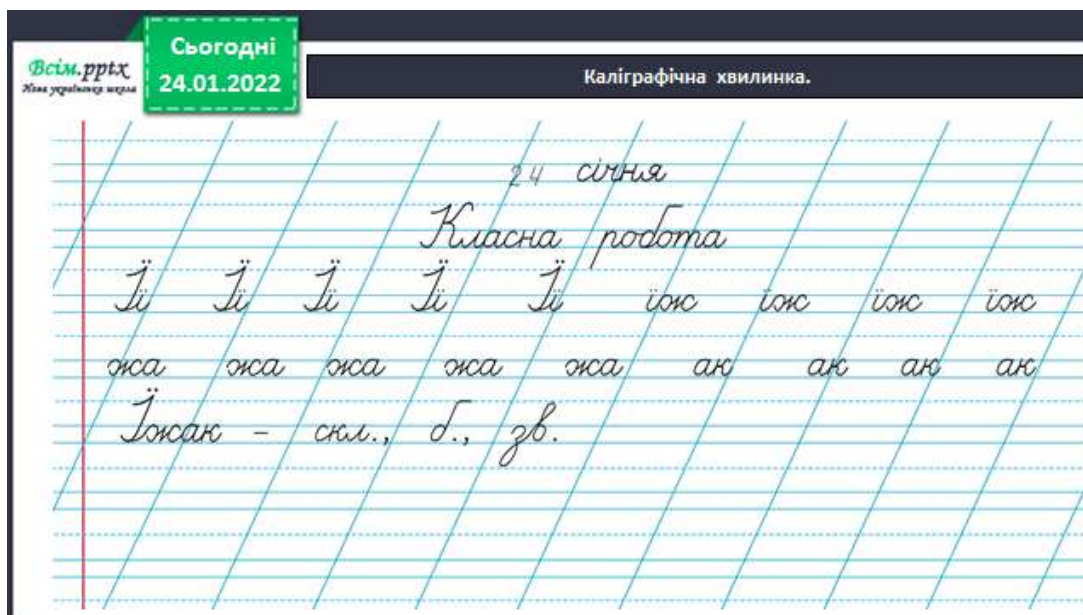 Сьогодні
24.01.2022
Всім.pptx
Нова українська школа
Каліграфічна хвилинка.
24 січня
Класна робота
Її Її Її Її Її їж їж їж їж
жа жа жа жа жа ак ак ак ак
Їжак - скл., б., зв.